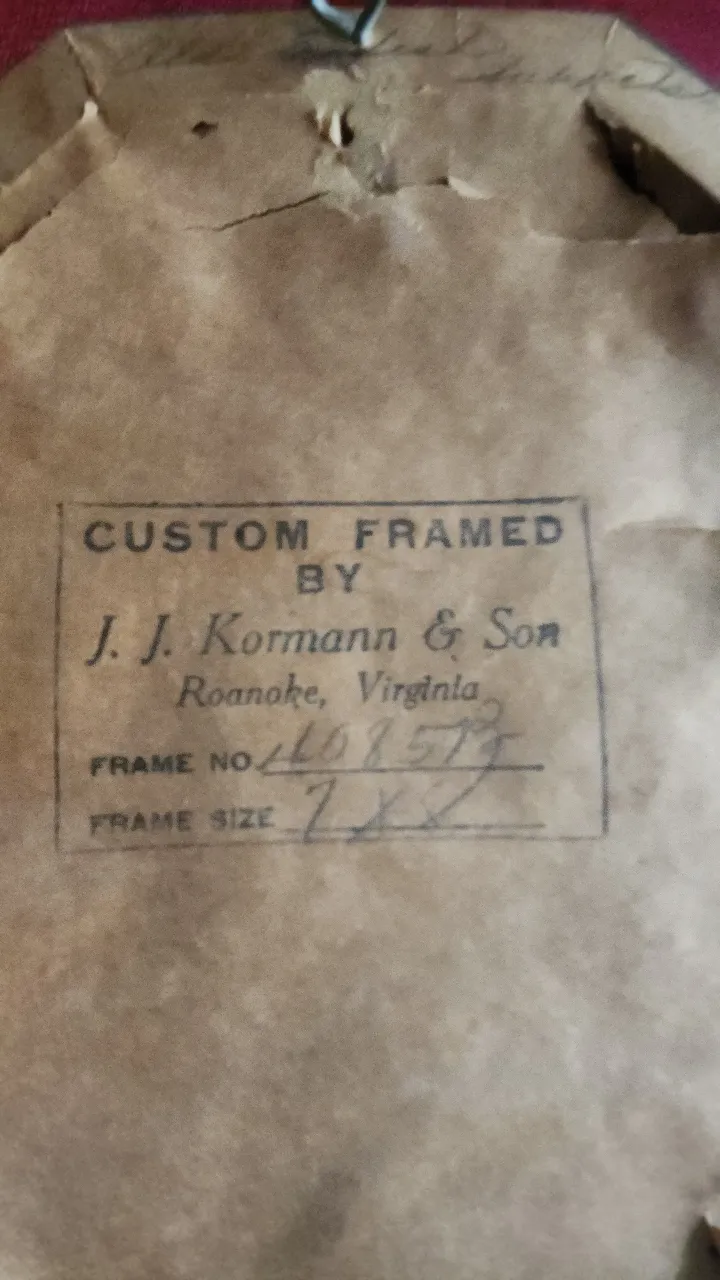 CUSTOM FRAMED
BY
J. J. Kormann & Son
Roanoke, Virginia
FRAME NO.
FRAME SIZE 7 X 8